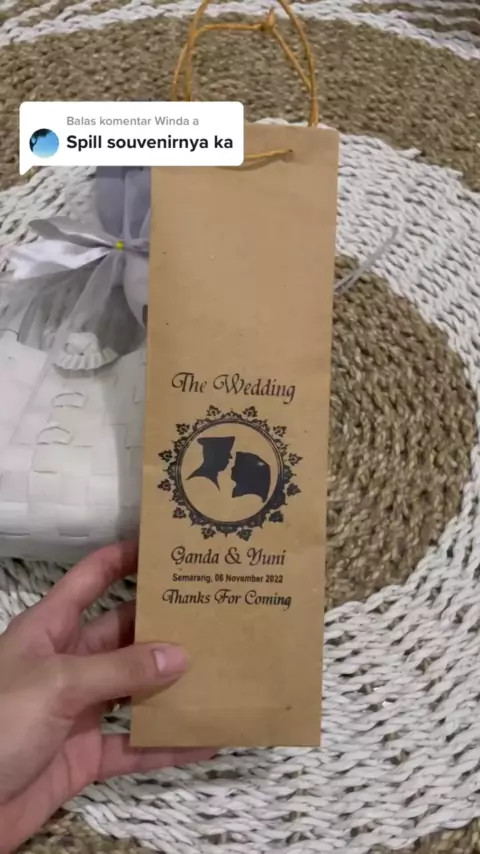 Balas komentar Winda a
Spill souvenirnya ka
The Wedding
Ganda & Yuni
Semarang, 06 November 2022
Thanks For Coming